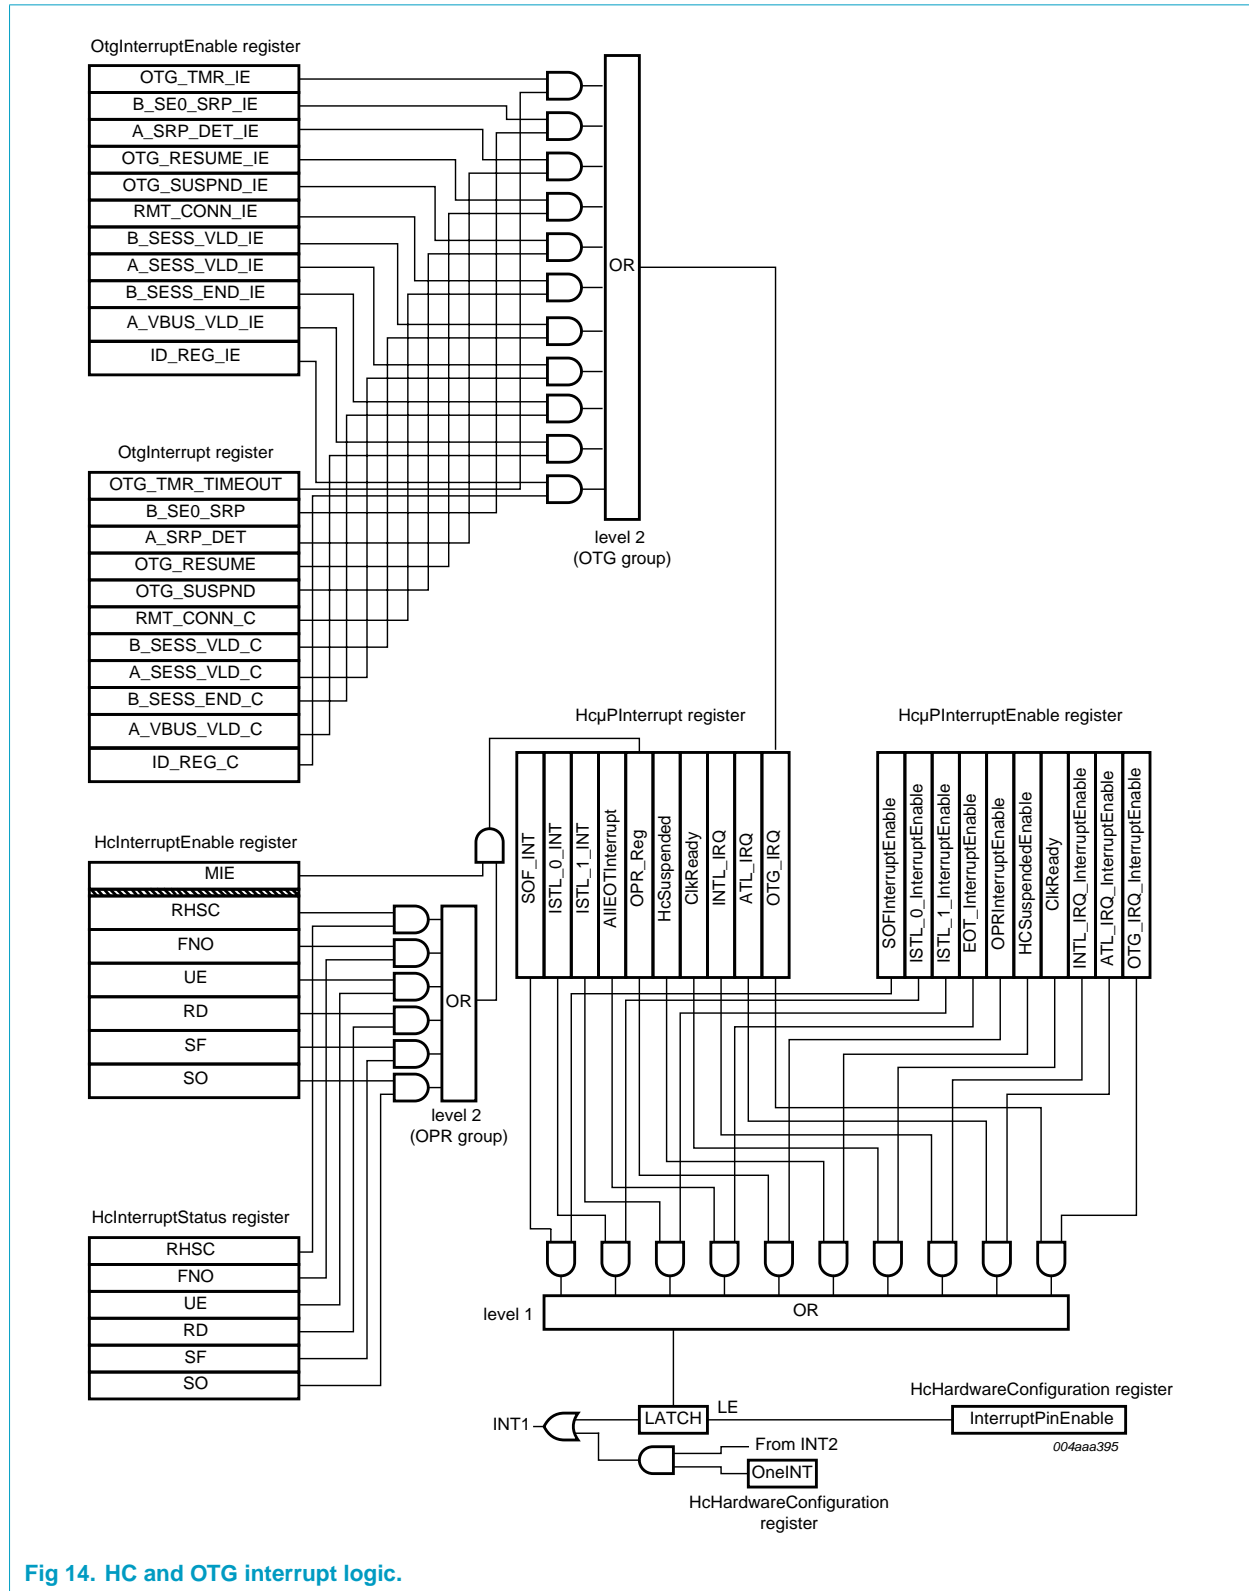 OtgInterruptEnable register
OTG_TMR_IE
B_SE0_SRP_IE
A_SRP_DET_IE
OTG_RESUME_IE
OTG_SUSPND_IE
RMT_CONN_IE
B_SESS_VLD_IE
A_SESS_VLD_IE
B_SESS_END_IE
A_VBUS_VLD_IE
ID_REG_IE
OR
level 2
(OTG group)
OtgInterrupt register
OTG_TMR_TIMEOUT
B_SE0_SRP
A_SRP_DET
OTG_RESUME
OTG_SUSPND
RMT_CONN_C
B_SESS_VLD_C
A_SESS_VLD_C
B_SESS_END_C
A_VBUS_VLD_C
ID_REG_C
HcInterruptEnable register
MIE
RHSC
FNO
UE
RD
SF
SO
OR
level 2
(OPR group)
HcInterruptStatus register
RHSC
FNO
UE
RD
SF
SO
HcµPInterrupt register
SOF_INT
ISTL_0_INT
ISTL_1_INT
AllEOTInterrupt
OPR_Reg
HcSuspended
ClkReady
INTL_IRQ
ATL_IRQ
OTG_IRQ
HcµPInterruptEnable register
SOFInterruptEnable
ISTL_0_InterruptEnable
ISTL_1_InterruptEnable
EOT_InterruptEnable
OPRInterruptEnable
HCSuspendedEnable
ClkReady
INTL_IRQ_InterruptEnable
ATL_IRQ_InterruptEnable
OTG_IRQ_InterruptEnable
level 1
OR
LATCH
LE
INT1
From INT2
OneINT
HcHardwareConfiguration
register
HcHardwareConfiguration register
InterruptPinEnable
004aaa395
Fig 14. HC and OTG interrupt logic.